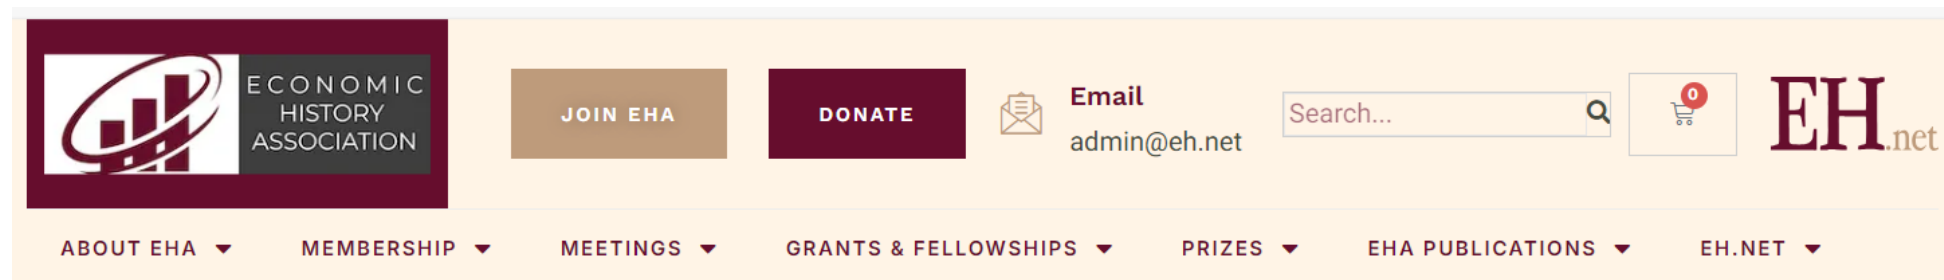 ECONOMIC
HISTORY
ASSOCIATION
JOIN EHA
DONATE
Email
admin@eh.net
Search...
0
EH.net
ABOUT EHA MEMBERSHIP MEETINGS GRANTS & FELLOWSHIPS PRIZES EHA PUBLICATIONS EH.NET